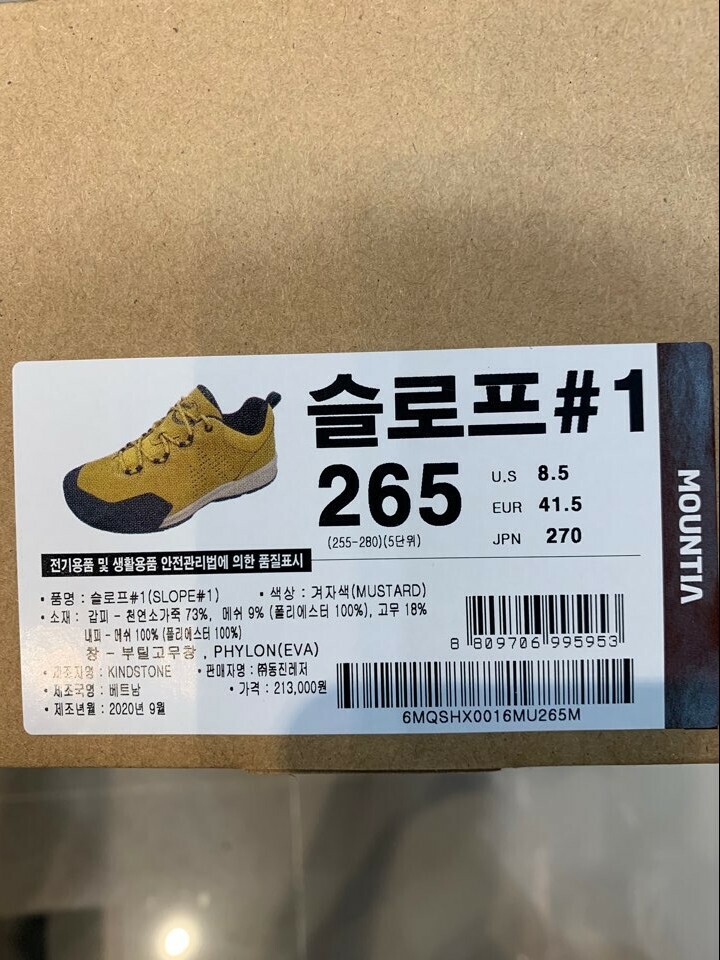 슬로프#1
265
(255-280)(5단위)
U.S 8.5
EUR 41.5
JPN 270
MOUNTIA
전기용품 및 생활용품 안전관리법에 의한 품질표시
• 품명 : 슬로프#1(SLOPE#1) • 색상 : 겨자색(MUSTARD)
• 소재 : 갑피 - 천연소가죽 73%, 메쉬 9% (폴리에스터 100%), 고무 18%
내피 - 메쉬 100% (폴리에스터 100%)
창 - 부틸고무창 , PHYLON(EVA)
• 제조자명 : KINDSTONE • 판매자명 : ㈜동진레저
• 제조국명 : 베트남 • 가격 : 213,000원
• 제조년월 : 2020년 9월
8 809706 995953
6MQSHX0016MU265M